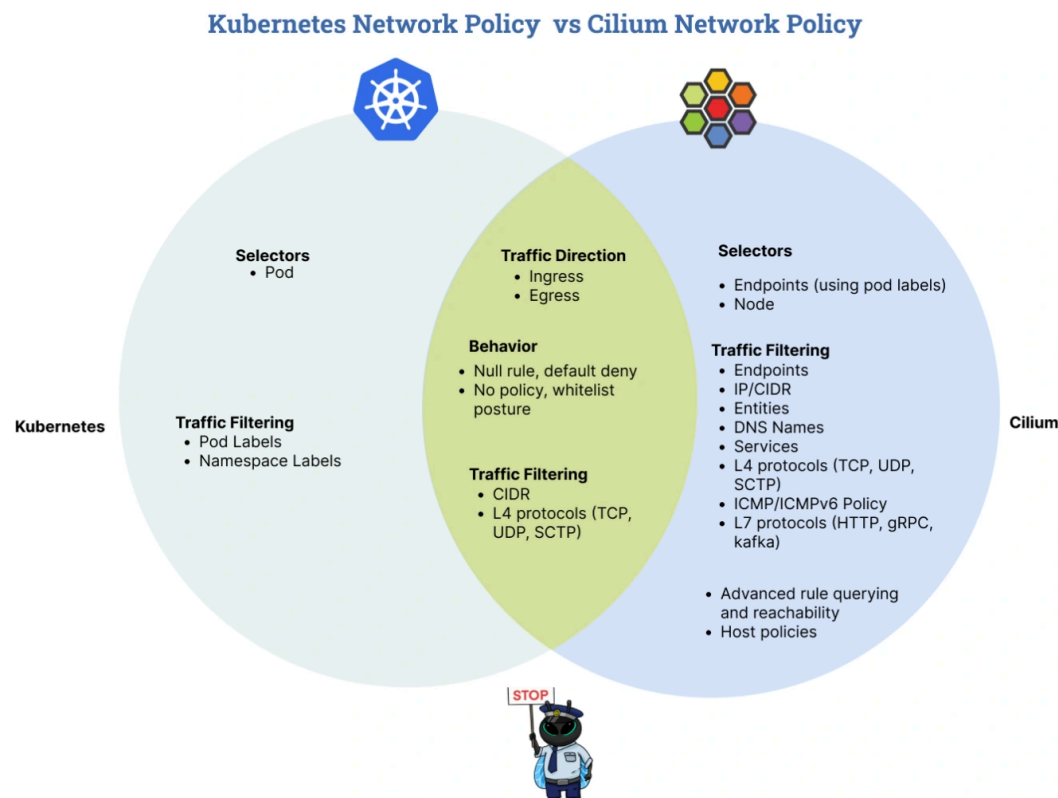 Kubernetes Network Policy vs Cilium Network Policy
Kubernetes
Selectors
• Pod
Traffic Filtering
• Pod Labels
• Namespace Labels
Traffic Direction
• Ingress
• Egress
Behavior
• Null rule, default deny
• No policy, whitelist
posture
Traffic Filtering
• CIDR
• L4 protocols (TCP,
UDP, SCTP)
Selectors
• Endpoints (using pod labels)
• Node
Traffic Filtering
• Endpoints
• IP/CIDR
• Entities
• DNS Names
• Services
• L4 protocols (TCP, UDP,
SCTP)
• ICMP/ICMPv6 Policy
• L7 protocols (HTTP, gRPC,
kafka)
• Advanced rule querying
and reachability
• Host policies
Cilium
STOP